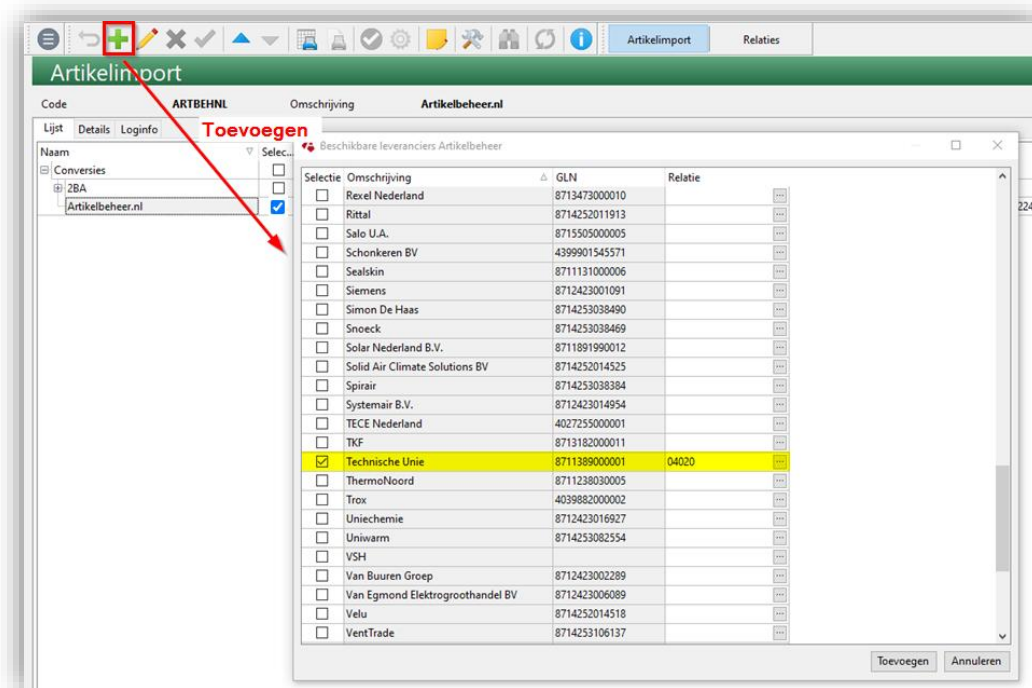 Artikelimport Relaties
Artikelimport
Code ARTBEHNL Omschrijving Artikelbeheer.nl
Lijst Details Loginfo
Toevoegen
Naam Selec...
Conversies
2BA
Artikelbeheer.nl
224
Beschikbare leveranciers Artikelbeheer
Selectie Omschrijving GLN Relatie
Rexel Nederland 8713473000010
Rittal 8714252011913
Salo U.A. 8715505000005
Schonkeren BV 4399901545571
Sealskin 8711131000006
Siemens 8712423001091
Simon De Haas 8714253038490
Snoeck 8714253038469
Solar Nederland B.V. 8711891990012
Solid Air Climate Solutions BV 8714252014525
Spirair 8714253038384
Systemair B.V. 8712423014954
TECE Nederland 4027255000001
TKF 8713182000011
Technische Unie 8711389000001 04020
ThermoNoord 8711238030005
Trox 4039882000002
Uniechemie 8712423016927
Uniwarm 8714253082554
VSH
Van Buuren Groep 8712423002289
Van Egmond Elektrogroothandel BV 8712423006089
Velu 8714252014518
VentTrade 8714253106137
Toevoegen Annuleren